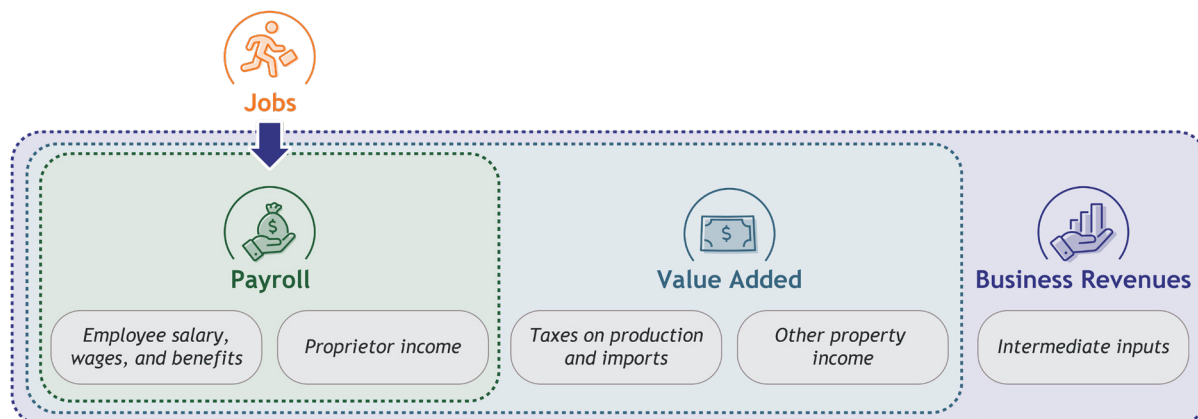 Jobs
$
Payroll
$
Value Added
Business Revenues
Employee salary,
wages, and benefits
Proprietor income
Taxes on production
and imports
Other property
income
Intermediate inputs